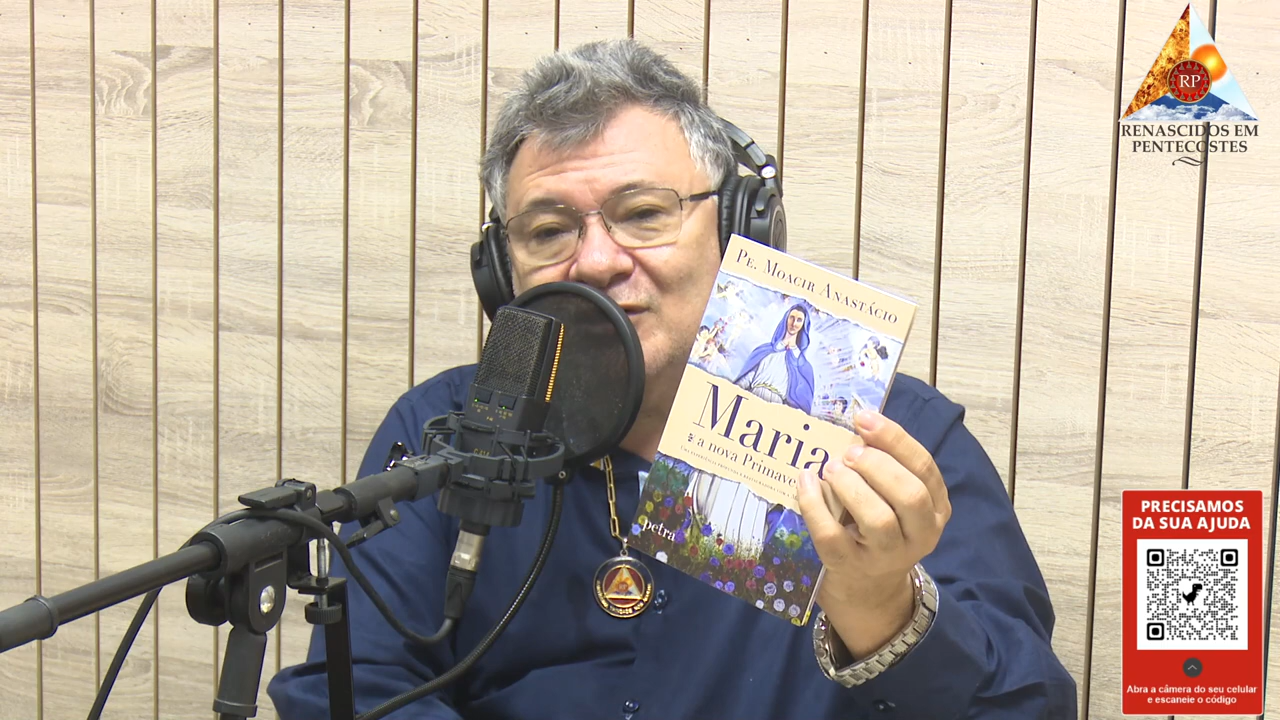 RP
RENASCIDOS EM
PENTECOSTES
PE. MOACIR ANASTÁCIO
Maria
a nova Primave
petra
PRECISAMOS
DA SUA AJUDA
Abra a câmera do seu celular
e escaneie o código